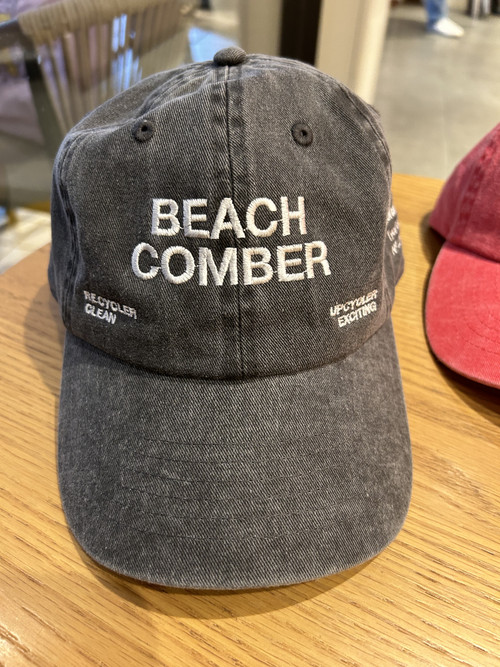 BEACH
COMBER
RECYCLER
CLEAN
UPCYCLER
EXCITING